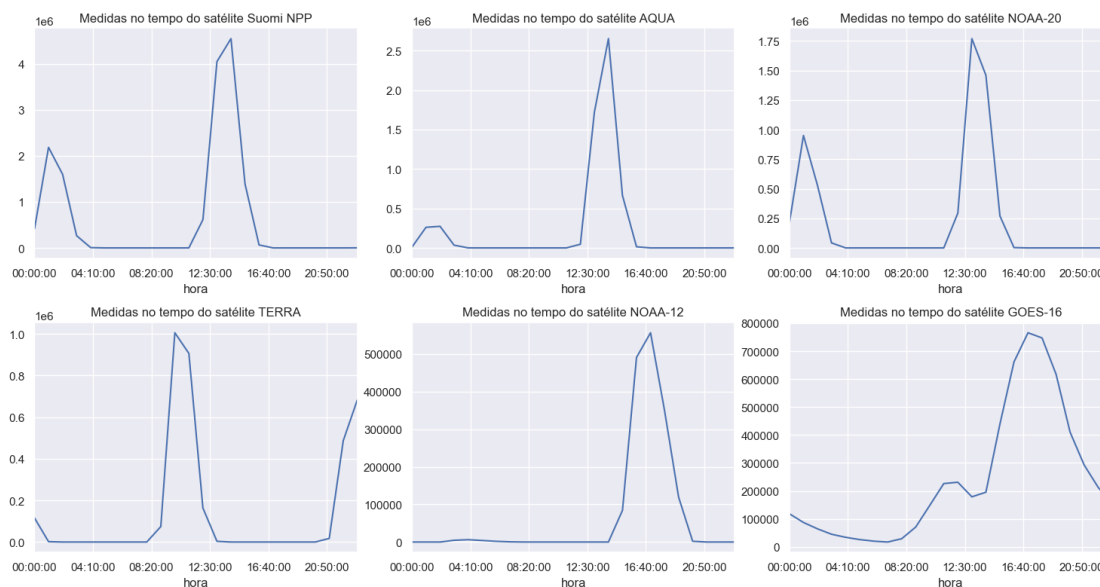 Medidas no tempo do satélite Suomi NPP
1e6
4
3
2
1
0
00:00:00 04:10:00 08:20:00 12:30:00 16:40:00 20:50:00
hora
Medidas no tempo do satélite AQUA
1e6
2.5
2.0
1.5
1.0
0.5
0.0
00:00:00 04:10:00 08:20:00 12:30:00 16:40:00 20:50:00
hora
Medidas no tempo do satélite NOAA-20
1e6
1.75
1.50
1.25
1.00
0.75
0.50
0.25
0.00
00:00:00 04:10:00 08:20:00 12:30:00 16:40:00 20:50:00
hora
Medidas no tempo do satélite TERRA
1e6
1.0
0.8
0.6
0.4
0.2
0.0
00:00:00 04:10:00 08:20:00 12:30:00 16:40:00 20:50:00
hora
Medidas no tempo do satélite NOAA-12
500000
400000
300000
200000
100000
0
00:00:00 04:10:00 08:20:00 12:30:00 16:40:00 20:50:00
hora
Medidas no tempo do satélite GOES-16
800000
700000
600000
500000
400000
300000
200000
100000
0
00:00:00 04:10:00 08:20:00 12:30:00 16:40:00 20:50:00
hora